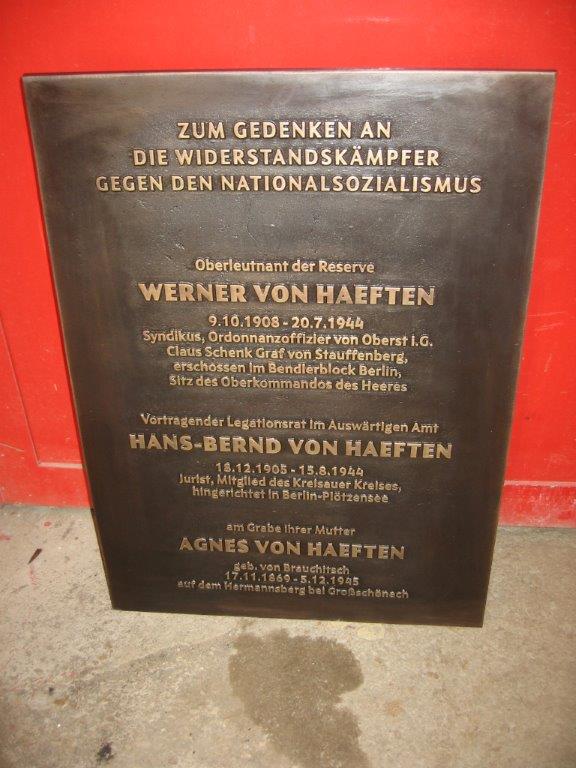 ZUM GEDENKEN AN
DIE WIDERSTANDSKÄMPFER
GEGEN DEN NATIONALSOZIALISMUS
Oberleutnant der Reserve
WERNER VON HAEFTEN
9.10.1908 - 20.7.1944
Syndikus, Ordonnanzoffizier von Oberst i.G.
Claus Schenk Graf von Stauffenberg,
erschossen im Bendlerblock Berlin,
Sitz des Oberkommandos des Heeres
Vortragender Legationsrat im Auswärtigen Amt
HANS-BERND VON HAEFTEN
18.12.1905 - 15.8.1944
Jurist, Mitglied des Kreisauer Kreises,
hingerichtet in Berlin-Plötzensee
am Grabe ihrer Mutter
AGNES VON HAEFTEN
geb. von Brauchitsch
17.11.1869 - 5.12.1945
auf dem Hermannsberg bei Großschönach